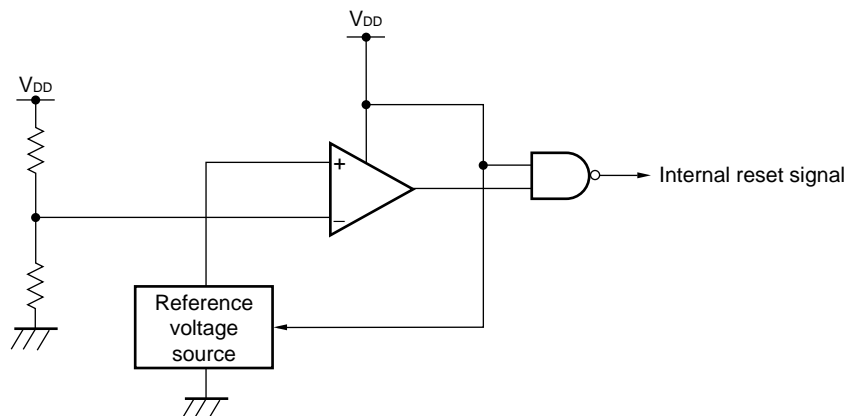 VDD
VDD
+
−
Internal reset signal
Reference
voltage
source